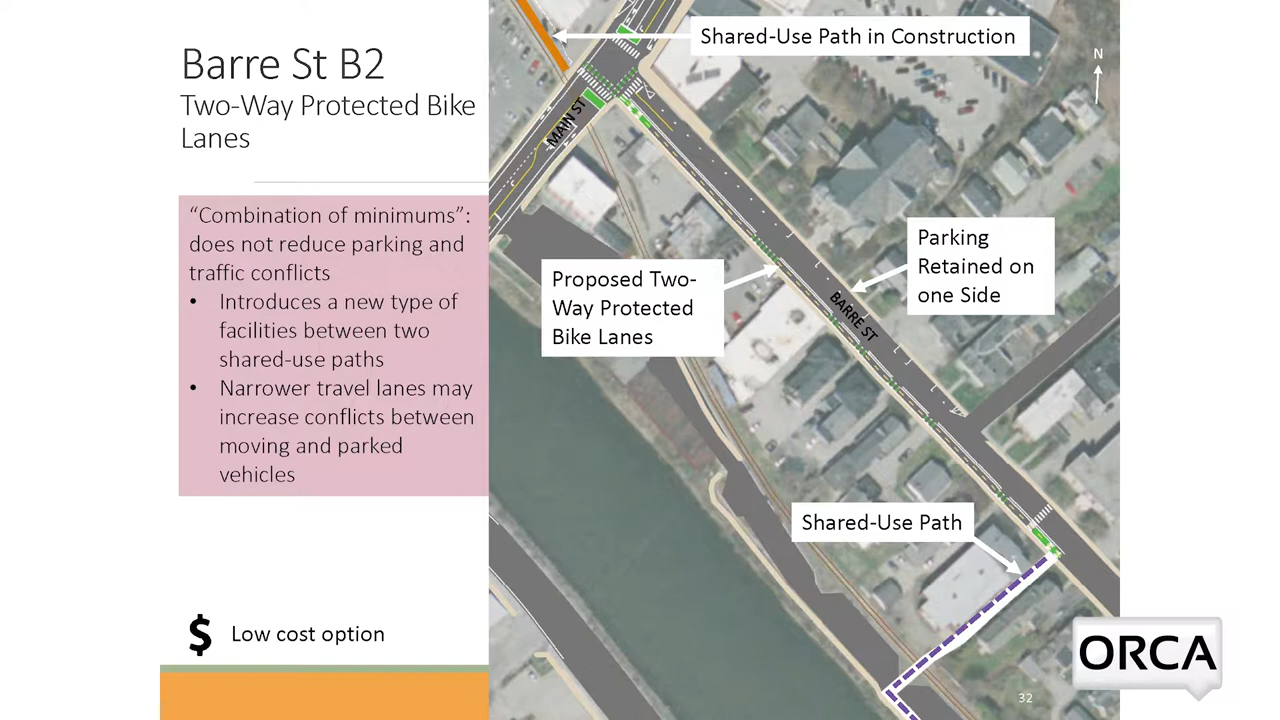 Barre St B2
Two-Way Protected Bike
Lanes
“Combination of minimums”:
does not reduce parking and
traffic conflicts
• Introduces a new type of
facilities between two
shared-use paths
• Narrower travel lanes may
increase conflicts between
moving and parked
vehicles
$ Low cost option
Shared-Use Path in Construction
N
MAIN ST
Parking
Retained on
one Side
Proposed Two-
Way Protected
Bike Lanes
BARRE ST
Shared-Use Path
ORCA
32